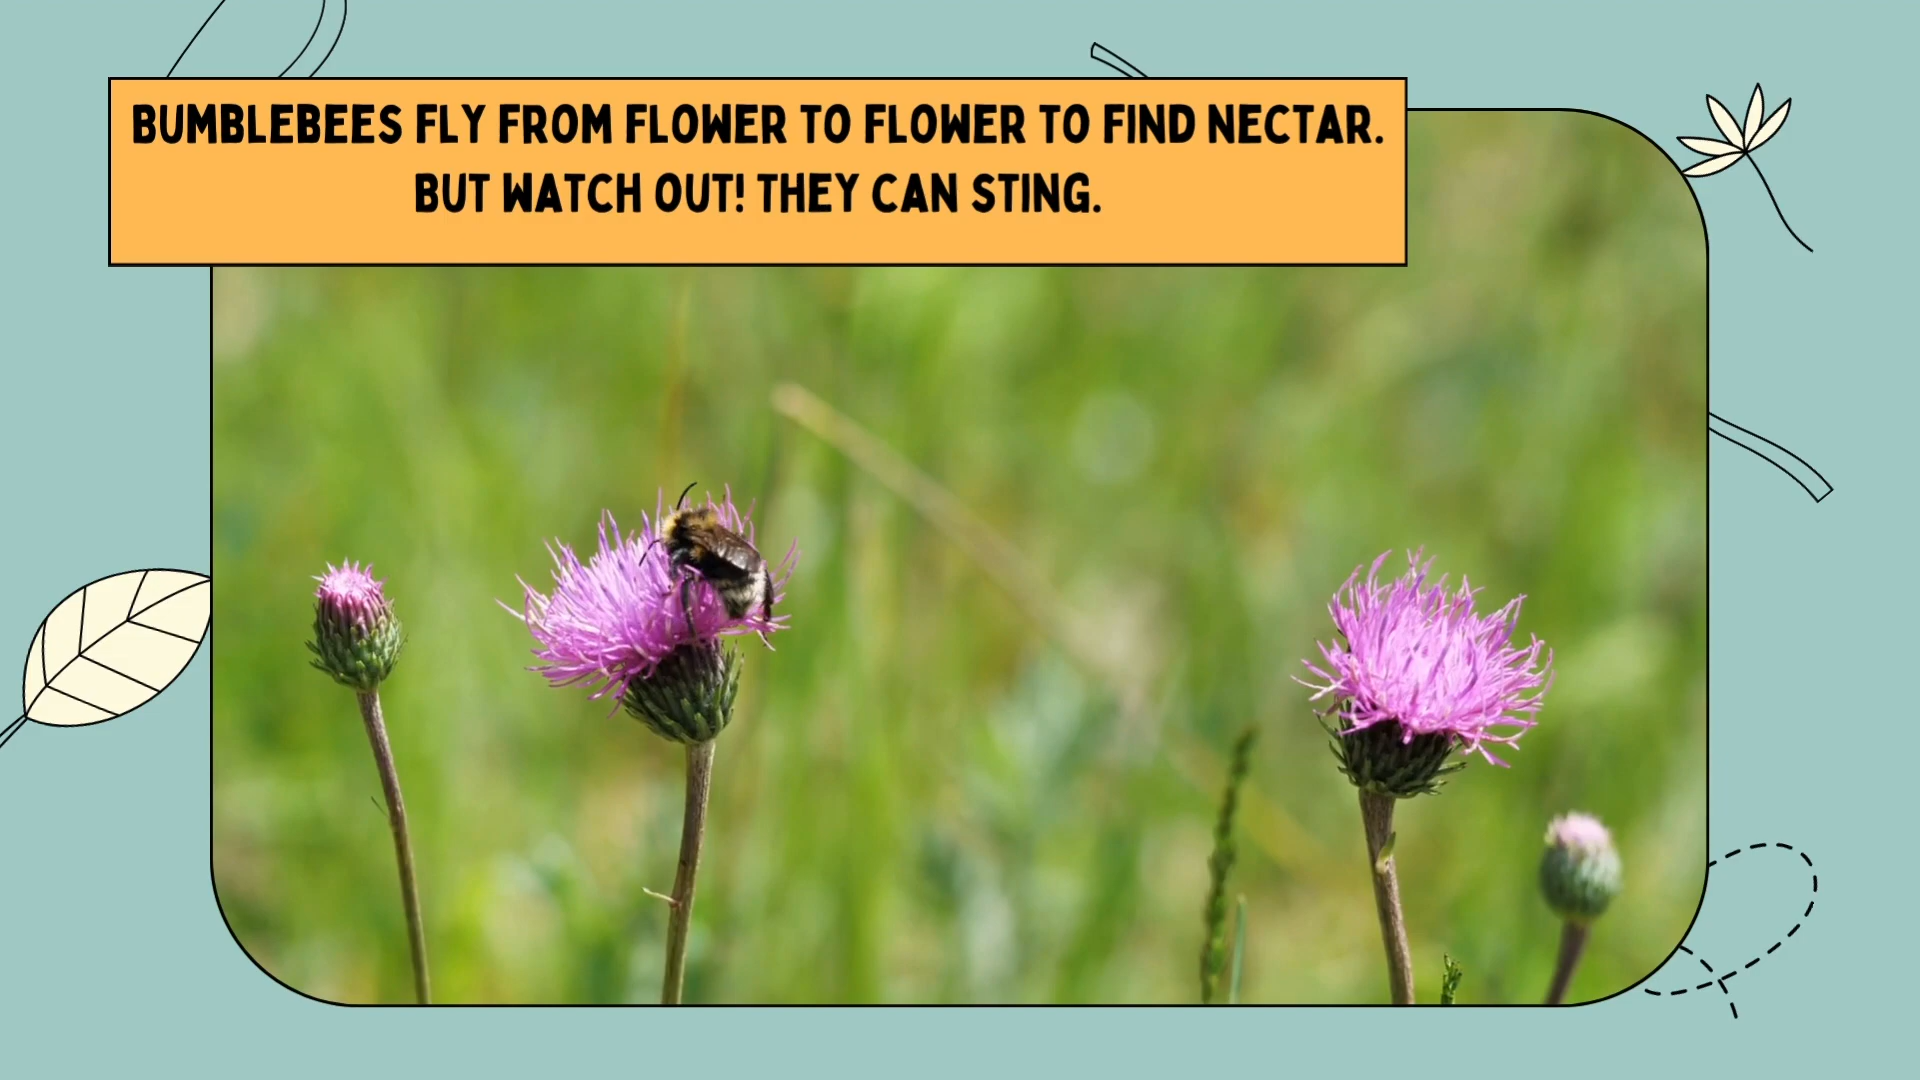 BUMBLEBEES FLY FROM FLOWER TO FLOWER TO FIND NECTAR.
BUT WATCH OUT! THEY CAN STING.